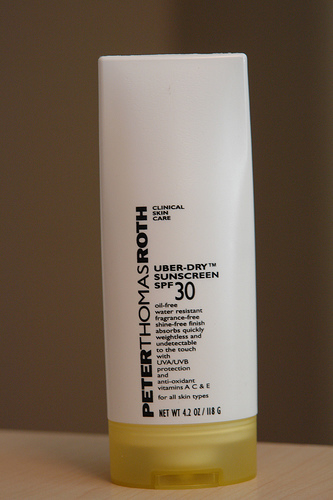 PETERTHOMASROTH
CLINICAL
SKIN
CARE
UBER-DRY™
SUNSCREEN
SPF 30
oil-free
water resistant
fragrance-free
shine-free finish
absorbs quickly
weightless and
undetectable
to the touch
with
UVA/UVB
protection
and
anti-oxidant
vitamins A C & E
for all skin types
NET WT 4.2 OZ / 118 G